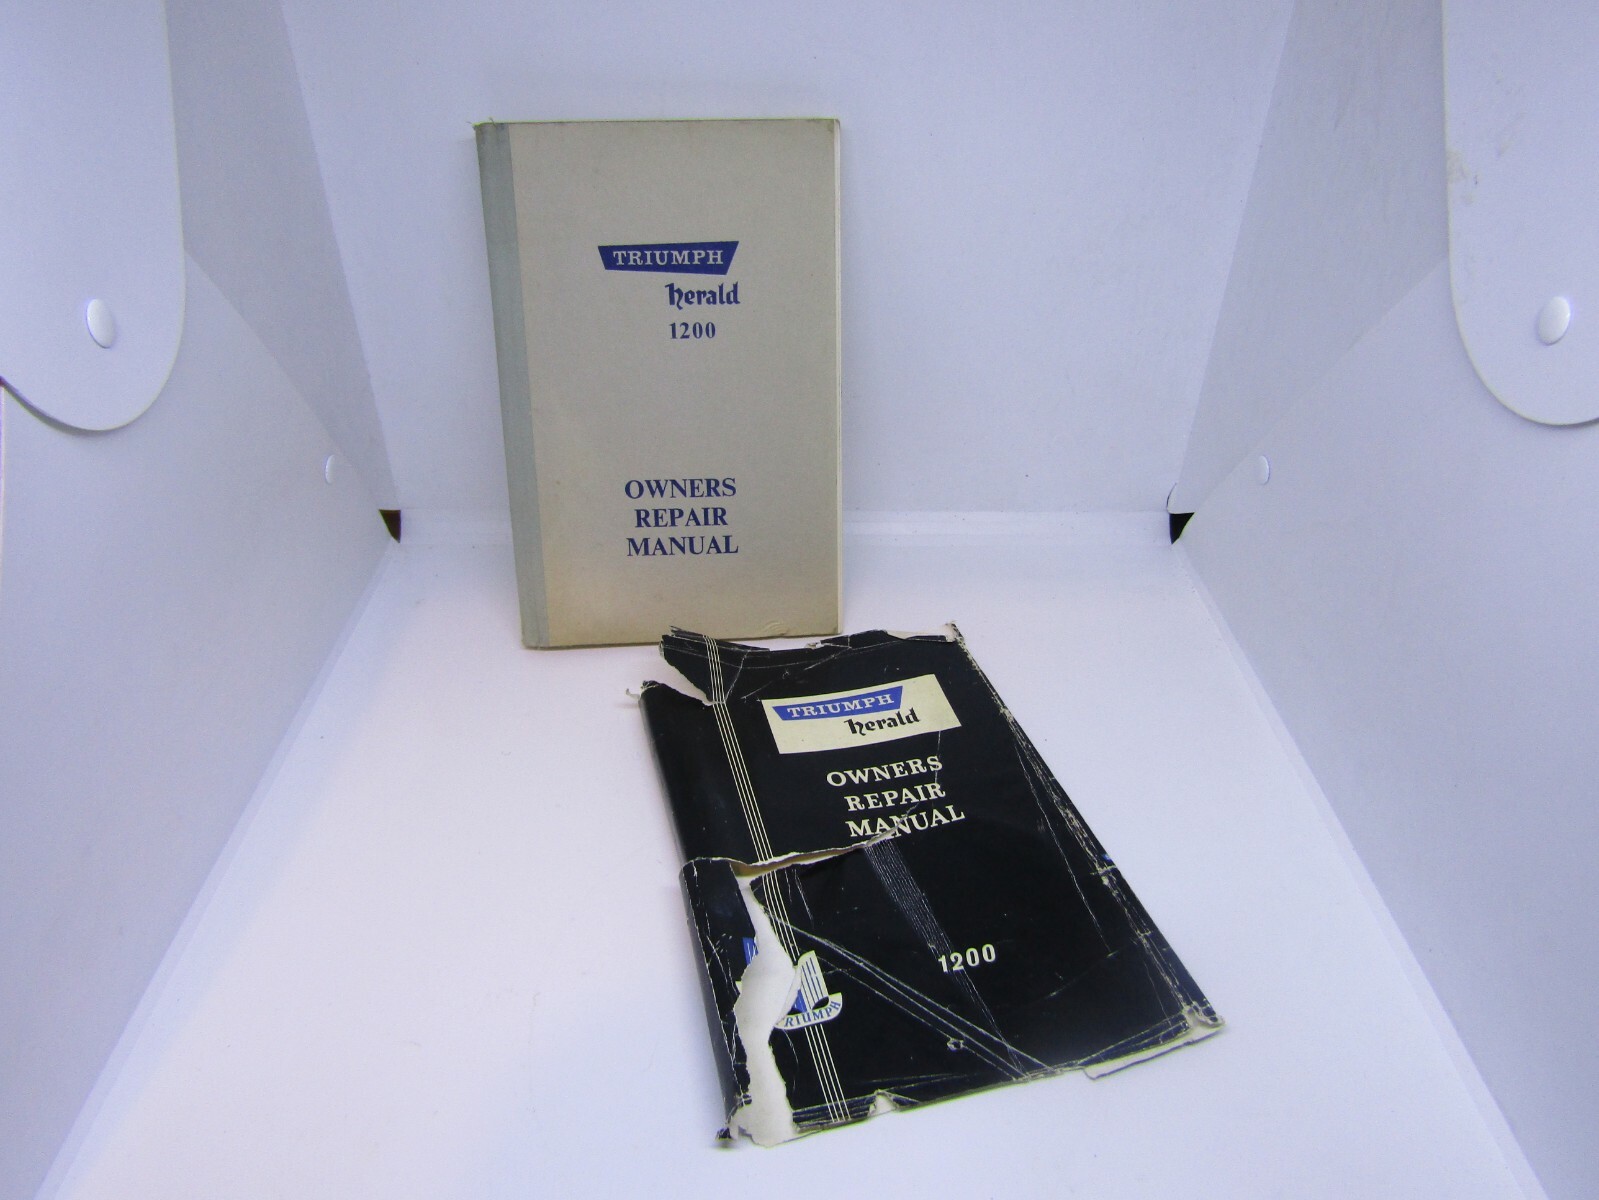 TRIUMPH
herald
1200
OWNERS
REPAIR
MANUAL
TRIUMPH
herald
OWNERS
REPAIR
MANUAL
1200
TRIUMPH